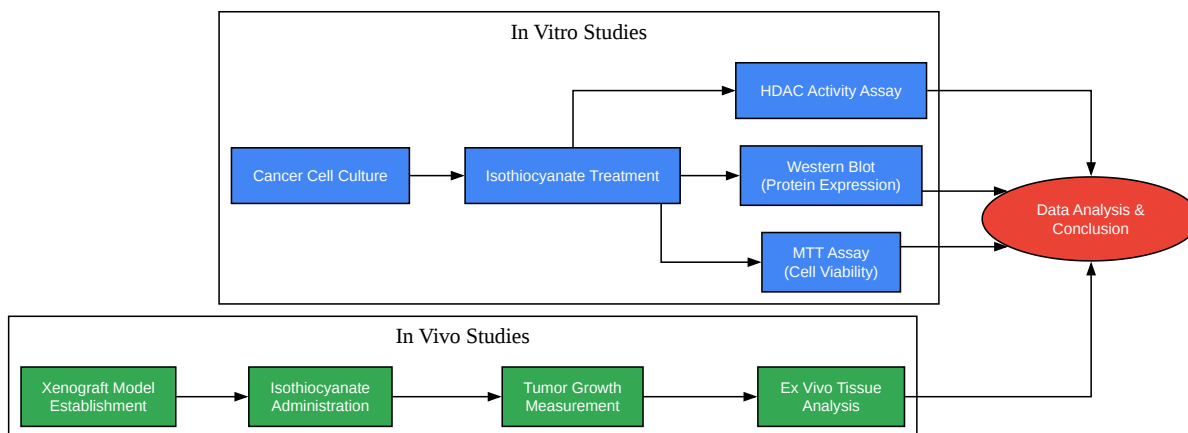 In Vitro Studies
HDAC Activity Assay
Cancer Cell Culture
Isothiocyanate Treatment
Western Blot
(Protein Expression)
MTT Assay
(Cell Viability)
Data Analysis &
Conclusion
In Vivo Studies
Xenograft Model
Establishment
Isothiocyanate
Administration
Tumor Growth
Measurement
Ex Vivo Tissue
Analysis